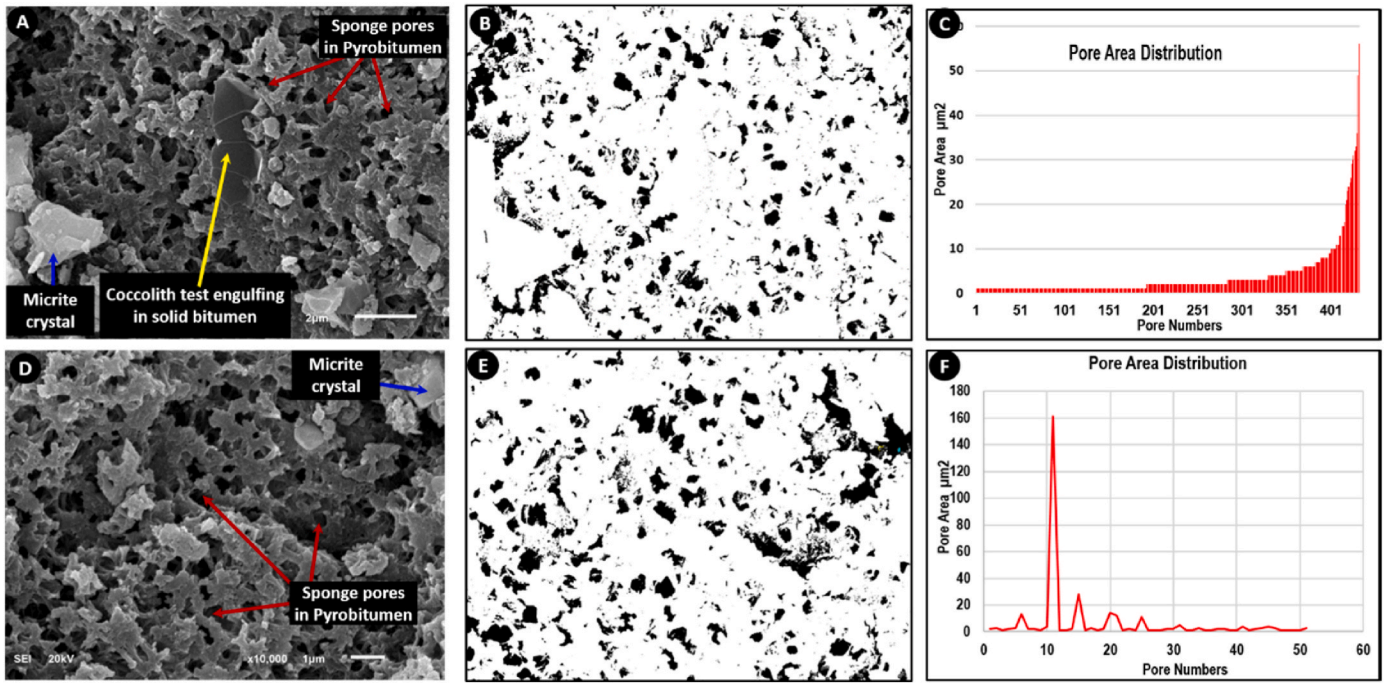 A
Sponge pores
in Pyrobitumen
Micrite
crystal
Coccolith test engulfing
in solid bitumen
2µm
B
C
Pore Area Distribution
Pore Area µm2
50
40
30
20
10
0
1 51 101 151 201 251 301 351 401
Pore Numbers
D
Micrite
crystal
Sponge pores
in Pyrobitumen
SEI 20kV x10,000 1µm
E
F
Pore Area Distribution
Pore Area µm2
180
160
140
120
100
80
60
40
20
0
0 10 20 30 40 50 60
Pore Numbers